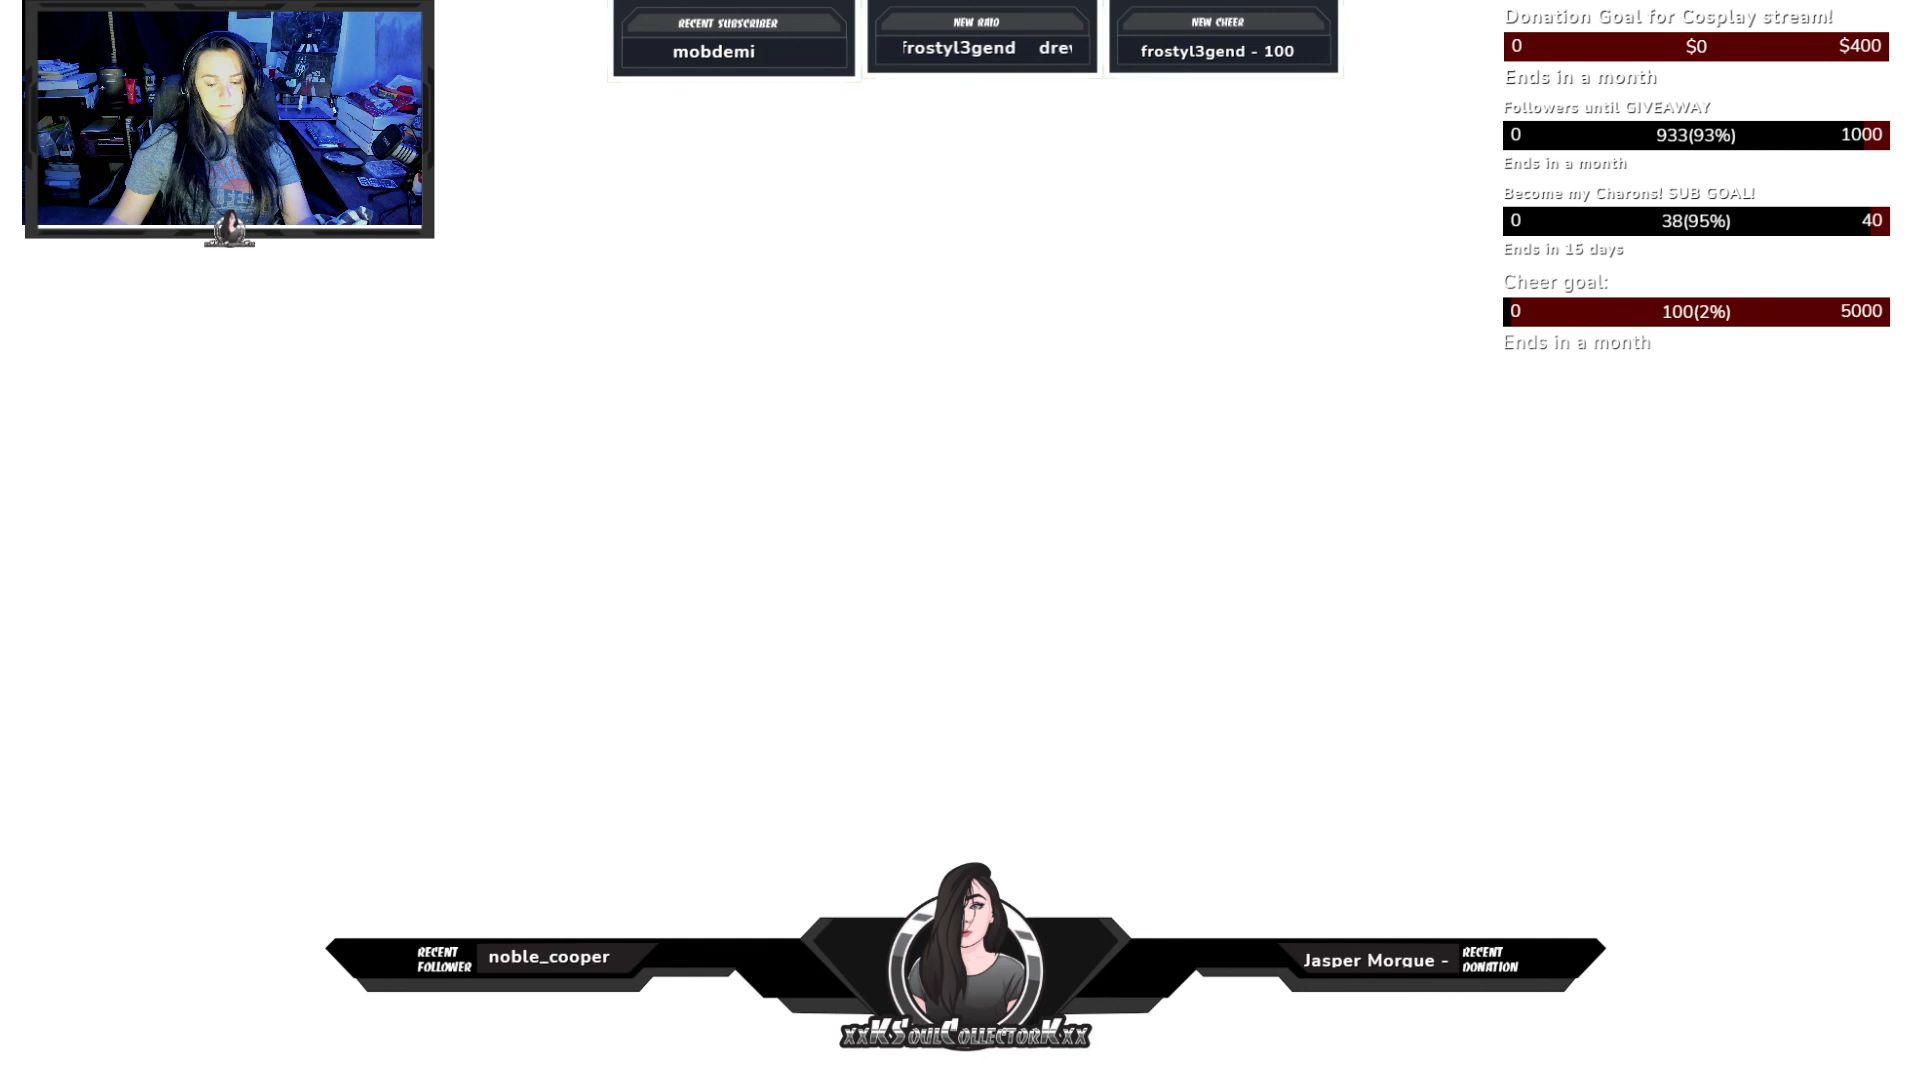 RECENT SUBSCRIBER
mobdemi
NEW RAID
frostyl3gend drev
NEW CHEER
frostyl3gend - 100
Donation Goal for Cosplay stream!
0 $0 $400
Ends in a month
Followers until GIVEAWAY
0 933(93%) 1000
Ends in a month
Become my Charons! SUB GOAL!
0 38(95%) 40
Ends in 15 days
Cheer goal:
0 100(2%) 5000
Ends in a month
RECENT
FOLLOWER
noble_cooper
Jasper Morgue -
RECENT
DONATION
xxKSoulCollectorKxx